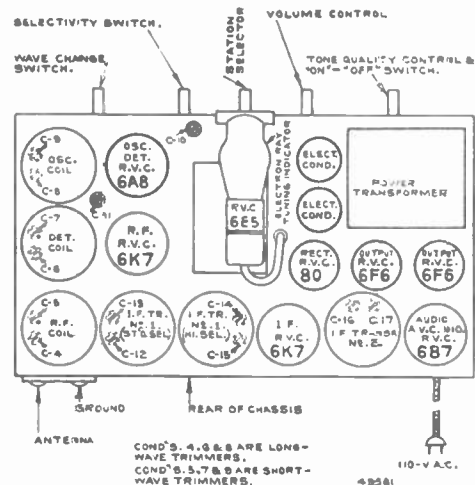 SELECTIVITY SWITCH.
VOLUME CONTROL
STATION
SELECTOR
WAVE CHANGE
SWITCH.
TONE QUALITY CONTROL &
"ON"-"OFF" SWITCH.
C-9
OSC.
COIL
C-8
OSC.
DET.
R.V.C.
6A8
C-10
ELECTRON RAY
TUNING INDICATOR
R.V.C.
6E5
ELECT.
COND.
ELECT.
COND.
POWER
TRANSFORMER
C-7
DET.
COIL
C-6
R.F.
R.V.C.
6K7
RECT.
R.V.C.
80
OUTPUT
R.V.C.
6F6
OUTPUT
R.V.C.
6F6
C-5
R.F.
COIL
C-4
C-13
I.F. TR.
NO. 1.
(STD. SEL.)
C-12
C-14
I.F. TR.
NO. 1.
(HI. SEL.)
C-15
I.F.
R.V.C.
6K7
C-16 C-17
I.F. TR-
NO. 2.
AUDIO
A.V.C.
R.V.C.
6B7
GROUND
REAR OF CHASSIS
ANTENNA
COND'S. 4, 6 & 8 ARE LONG-
WAVE TRIMMERS.
COND'S. 5, 7 & 9 ARE SHORT-
WAVE TRIMMERS.
110-V A.C.